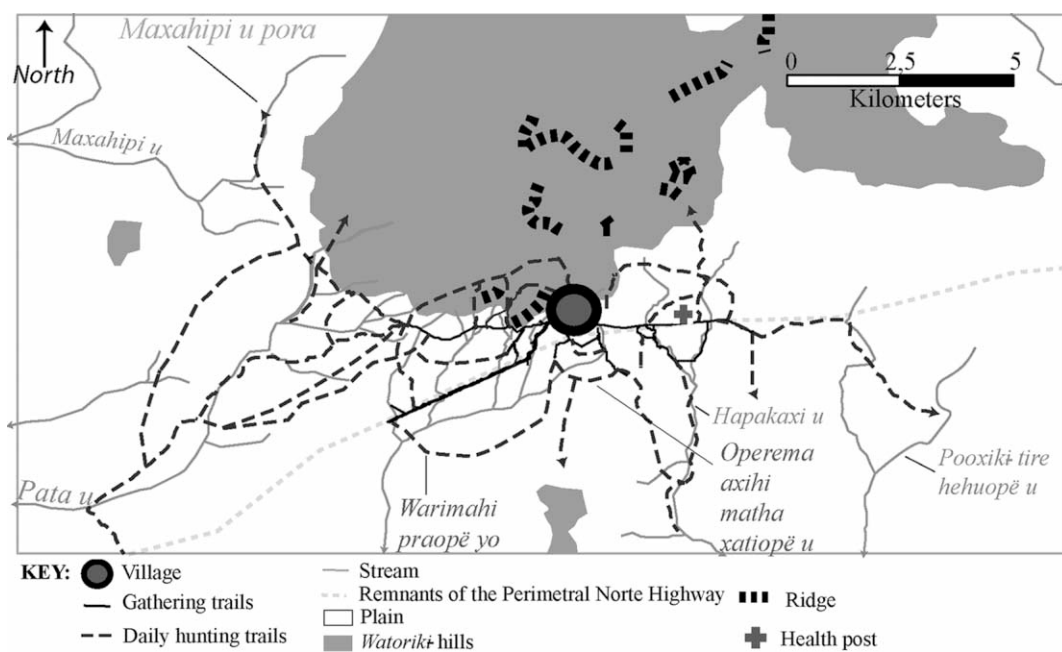 Maxahipi u pora
North
0 2,5 5
Kilometers
Maxahipi u
Hapakaxi u
Operema
axihi
matha
xatiopë u
Pooxiki tire
hehuopë u
Pata u
Warimahi
praopë yo
KEY: Village
Gathering trails
Daily hunting trails
Stream
Remnants of the Perimetral Norte Highway
Plain
Watoriki hills
Ridge
Health post